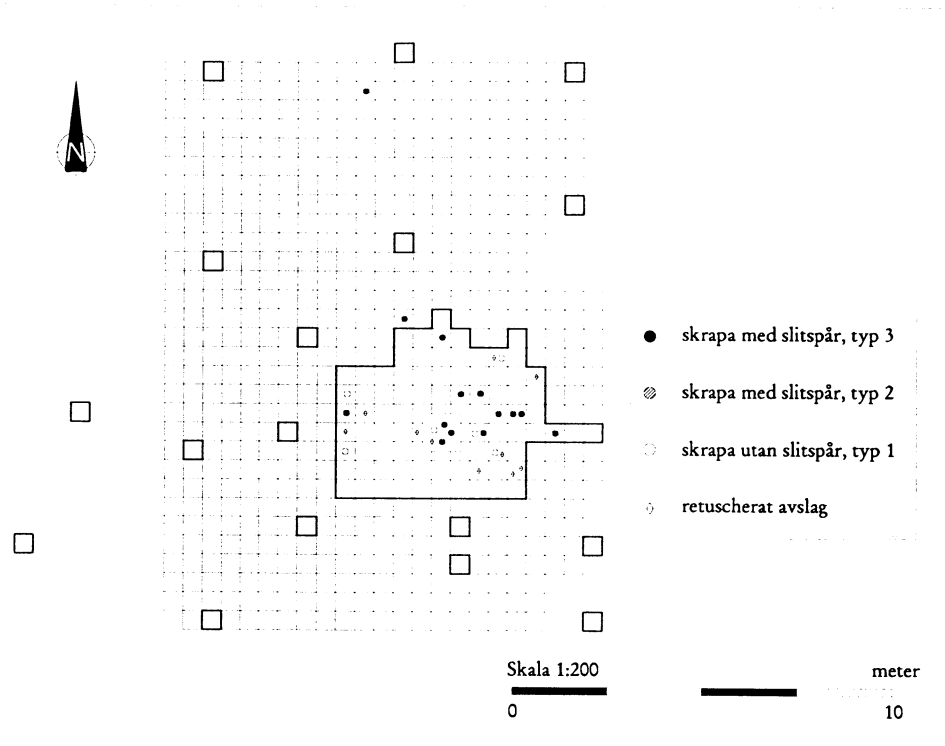 N
skrapa med slitspår, typ 3
skrapa med slitspår, typ 2
skrapa utan slitspår, typ 1
retuscherat avslag
Skala 1:200 meter
0 10